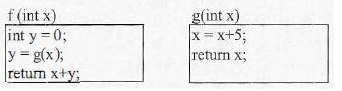 f (int x)
int y = 0;
y = g(x);
return x+y;
g(int x)
x = x+5;
return x;